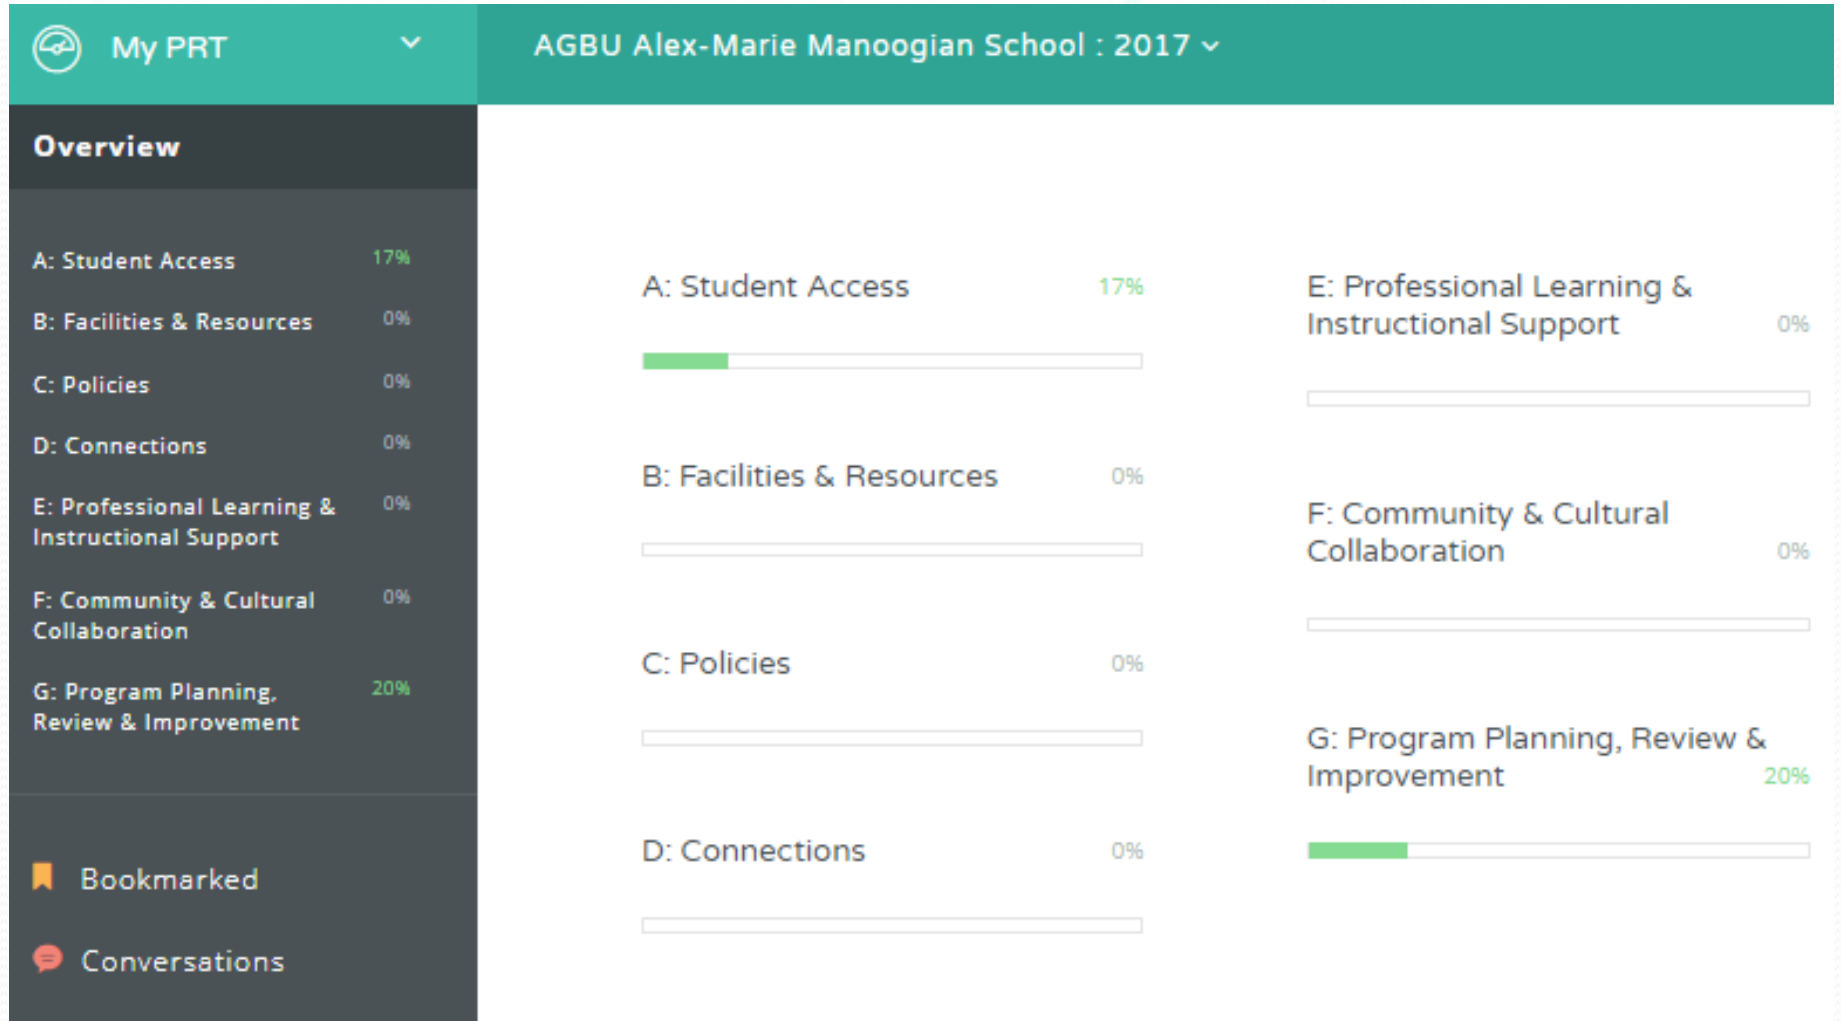 My PRT
AGBU Alex-Marie Manoogian School : 2017
Overview
A: Student Access 17%
B: Facilities & Resources 0%
C: Policies 0%
D: Connections 0%
E: Professional Learning & 0%
Instructional Support
F: Community & Cultural 0%
Collaboration
G: Program Planning, 20%
Review & Improvement
Bookmarked
Conversations
A: Student Access 17%
B: Facilities & Resources 0%
C: Policies 0%
D: Connections 0%
E: Professional Learning &
Instructional Support 0%
F: Community & Cultural
Collaboration 0%
G: Program Planning, Review &
Improvement 20%